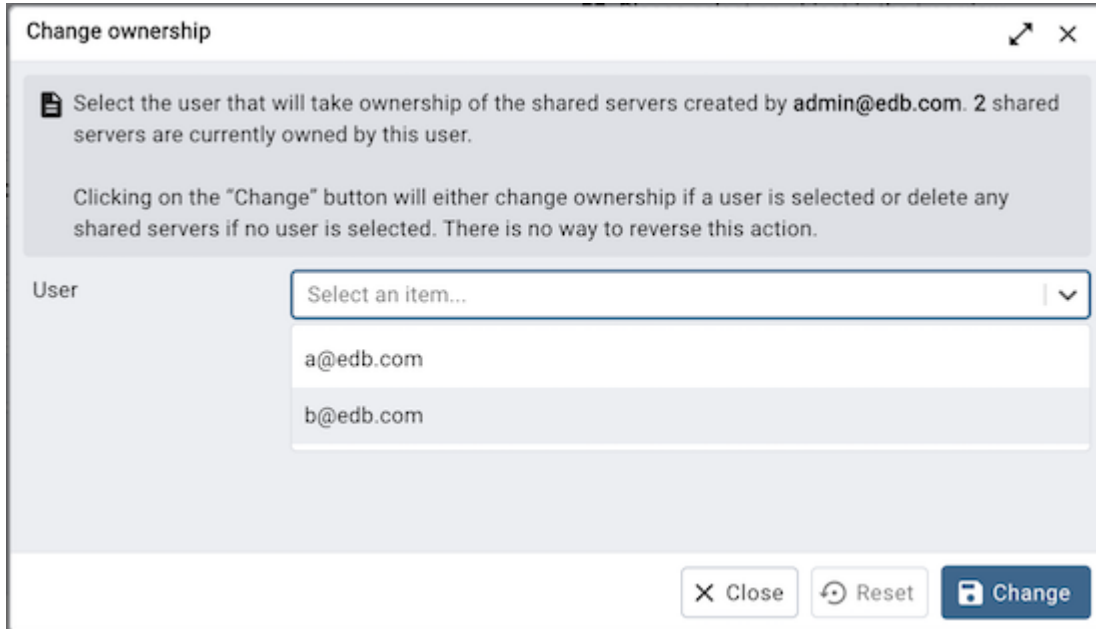 Change ownership
Select the user that will take ownership of the shared servers created by admin@edb.com. 2 shared
servers are currently owned by this user.
Clicking on the “Change” button will either change ownership if a user is selected or delete any
shared servers if no user is selected. There is no way to reverse this action.
User
Select an item...
a@edb.com
b@edb.com
Close
Reset
Change